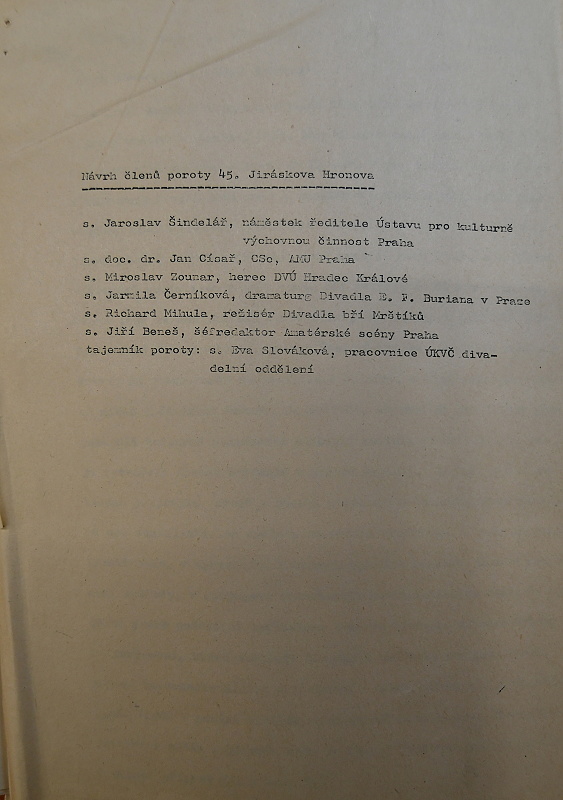 Návrh členů poroty 45. Jiráskova Hronova
s. Jaroslav Šindelář, náměstek ředitele Ústavu pro kulturně
výchovnou činnost Praha
s. doc. dr. Jan Císař, CSc, AMU Praha
s. Miroslav Zounar, herec DVÚ Hradec Králové
s. Jarmila Černíková, dramaturg Divadla E. F. Buriana v Praze
s. Richard Mihula, režisér Divadla bří Mrštíků
s. Jiří Beneš, šéfredaktor Amatérské scény Praha
tajemník poroty: s. Eva Slováková, pracovnice ÚKVČ diva-
delní oddělení